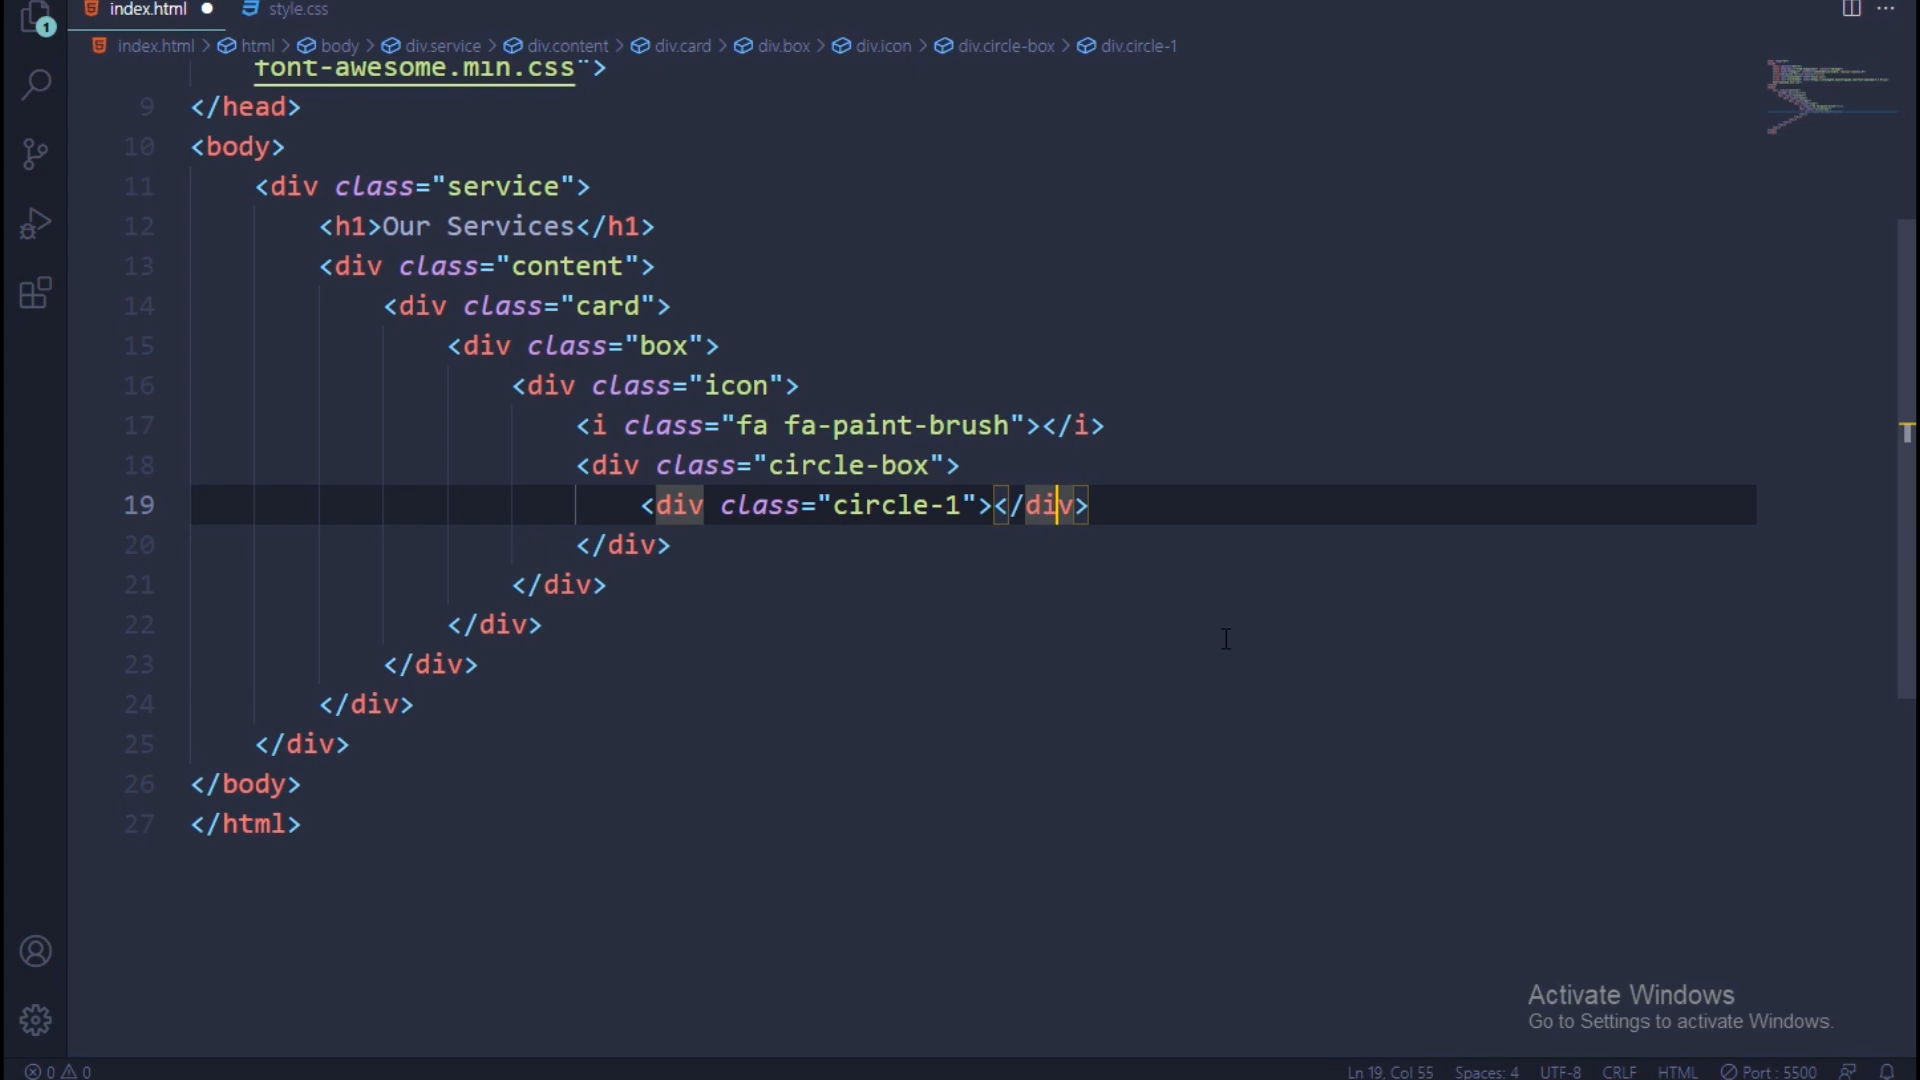 1
index.html ● style.css
index.html > html > body > div.service > div.content > div.card > div.box > div.icon > div.circle-box > div.circle-1
font-awesome.min.css">
9 </head>
10 <body>
11 <div class="service">
12 <h1>Our Services</h1>
13 <div class="content">
14 <div class="card">
15 <div class="box">
16 <div class="icon">
17 <i class="fa fa-paint-brush"></i>
18 <div class="circle-box">
19 <div class="circle-1"></div>
20 </div>
21 </div>
22 </div>
23 </div>
24 </div>
25 </div>
26 </body>
27 </html>
Activate Windows
Go to Settings to activate Windows.
0 0 Ln 19, Col 55 Spaces: 4 UTF-8 CRLF HTML Port : 5500